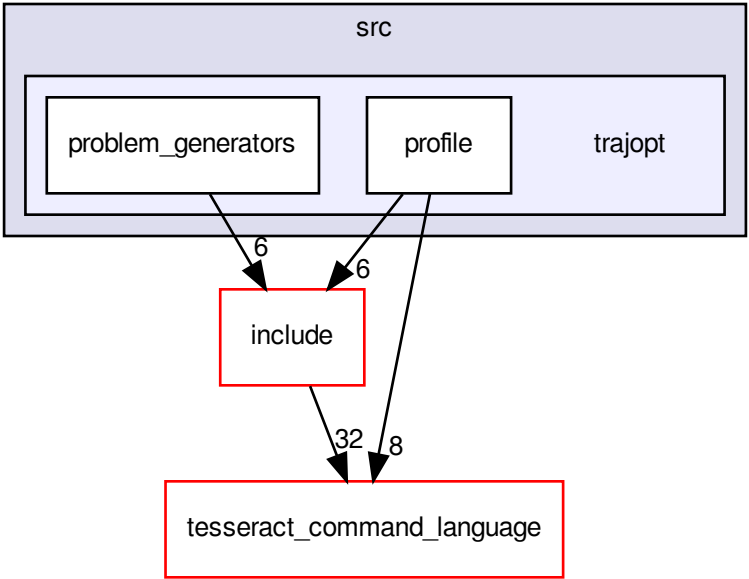 src
problem_generators
profile
trajopt
6
6
include
32
8
tesseract_command_language